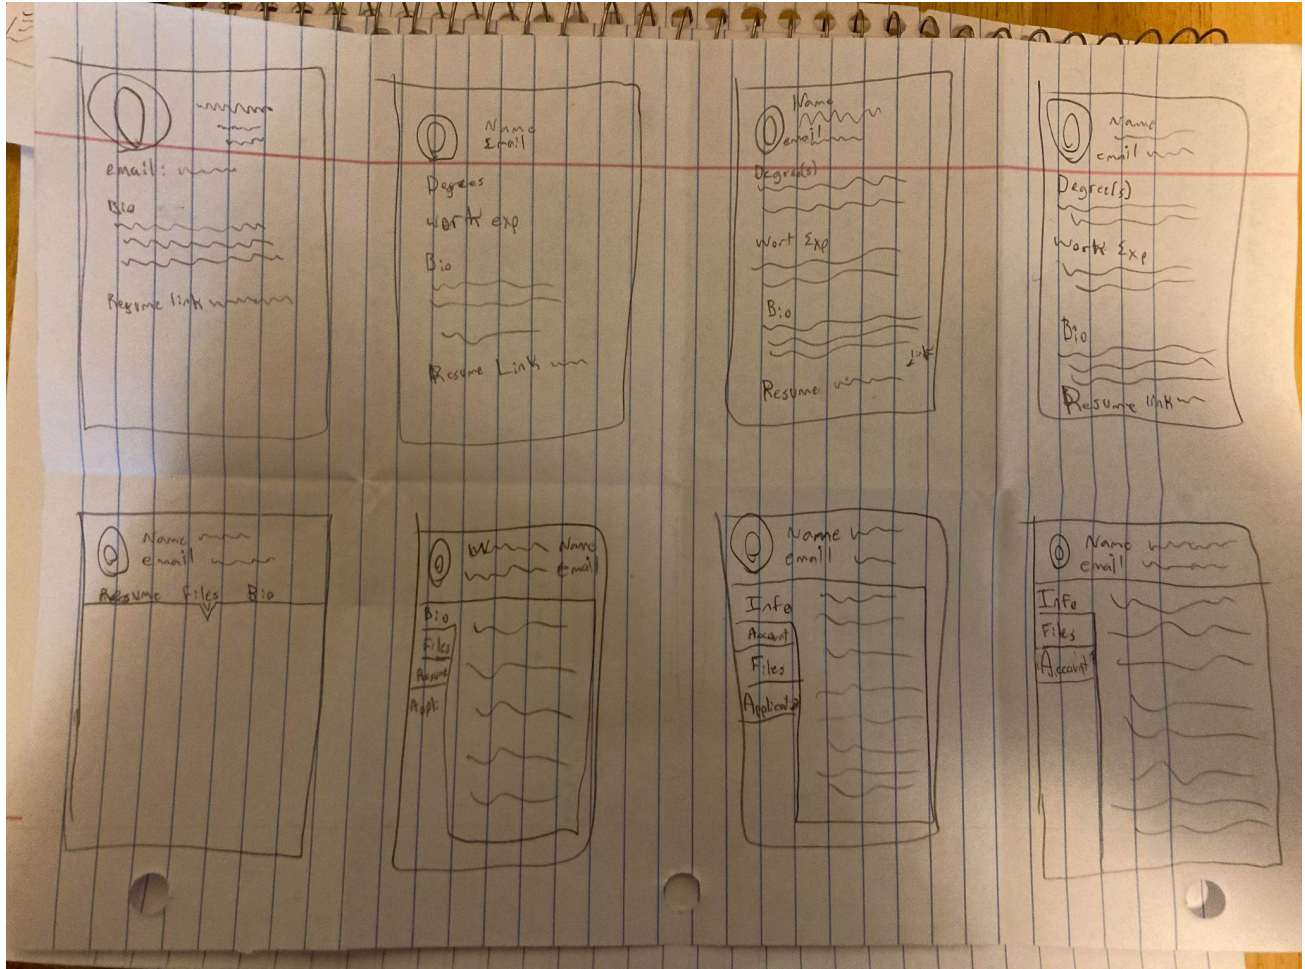 email:
Bio
Resume link
Name
Email
Degrees
Work exp
Bio
Resume Link
Name
email
Degree(s)
Wort Exp
Bio
link
Resume
Name
email
Degree(s)
Work Exp
Bio
Resume link
Name
email
Resume Files Bio
Name
email
Bio
Files
Resume
Appli
Name
email
Info
Account
Files
Name
email
Info
Files
Account